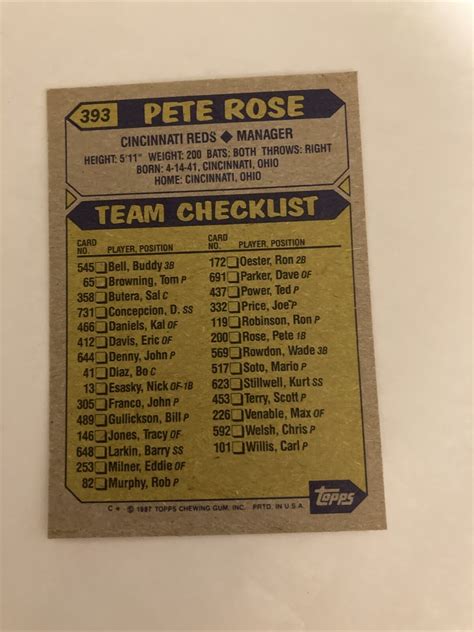 393 PETE ROSE
CINCINNATI REDS ◆ MANAGER
HEIGHT: 5'11" WEIGHT: 200 BATS: BOTH THROWS: RIGHT
BORN: 4-14-41, CINCINNATI, OHIO
HOME: CINCINNATI, OHIO
TEAM CHECKLIST
CARD NO. PLAYER, POSITION
545 Bell, Buddy 3B
65 Browning, Tom P
358 Butera, Sal C
731 Concepcion, D. SS
466 Daniels, Kal OF
412 Davis, Eric OF
644 Denny, John P
41 Diaz, Bo C
13 Esasky, Nick OF-1B
305 Franco, John P
489 Gullickson, Bill P
146 Jones, Tracy OF
648 Larkin, Barry SS
253 Milner, Eddie OF
82 Murphy, Rob P
CARD NO. PLAYER, POSITION
172 Oester, Ron 2B
691 Parker, Dave OF
437 Power, Ted P
332 Price, Joe P
119 Robinson, Ron P
200 Rose, Pete 1B
569 Rowdon, Wade 3B
517 Soto, Mario P
623 Stillwell, Kurt SS
453 Terry, Scott P
226 Venable, Max OF
592 Welsh, Chris P
101 Willis, Carl P
topps
C * © 1987 TOPPS CHEWING GUM, INC. PRTD. IN U.S.A.